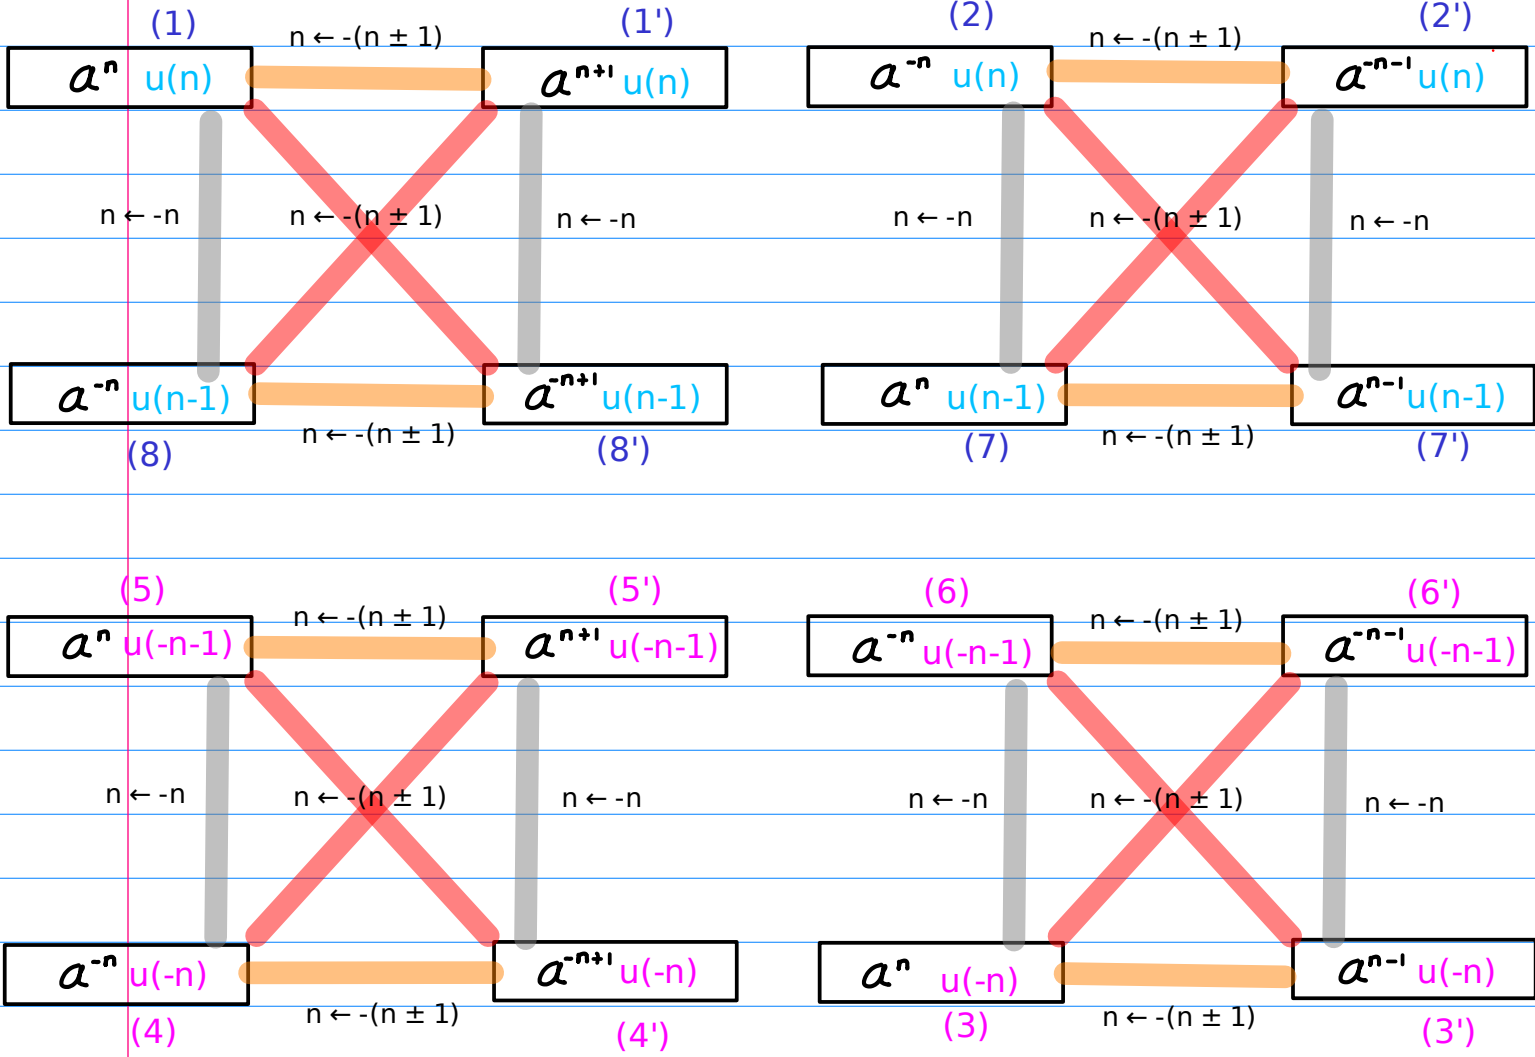 (1) (1') (2) (2')
n ← -(n ± 1) n ← -(n ± 1)
aⁿ u(n) aⁿ⁺¹ u(n) a⁻ⁿ u(n) a⁻ⁿ⁻¹ u(n)
n ← -n n ← -(n ± 1) n ← -n n ← -n n ← -(n ± 1) n ← -n
a⁻ⁿ u(n-1) a⁻ⁿ⁺¹ u(n-1) aⁿ u(n-1) aⁿ⁻¹ u(n-1)
n ← -(n ± 1) n ← -(n ± 1)
(8) (8') (7) (7')
(5) (5') (6) (6')
n ← -(n ± 1) n ← -(n ± 1)
aⁿ u(-n-1) aⁿ⁺¹ u(-n-1) a⁻ⁿ u(-n-1) a⁻ⁿ⁻¹ u(-n-1)
n ← -n n ← -(n ± 1) n ← -n n ← -n n ← -(n ± 1) n ← -n
a⁻ⁿ u(-n) a⁻ⁿ⁺¹ u(-n) aⁿ u(-n) aⁿ⁻¹ u(-n)
n ← -(n ± 1) n ← -(n ± 1)
(4) (4') (3) (3')